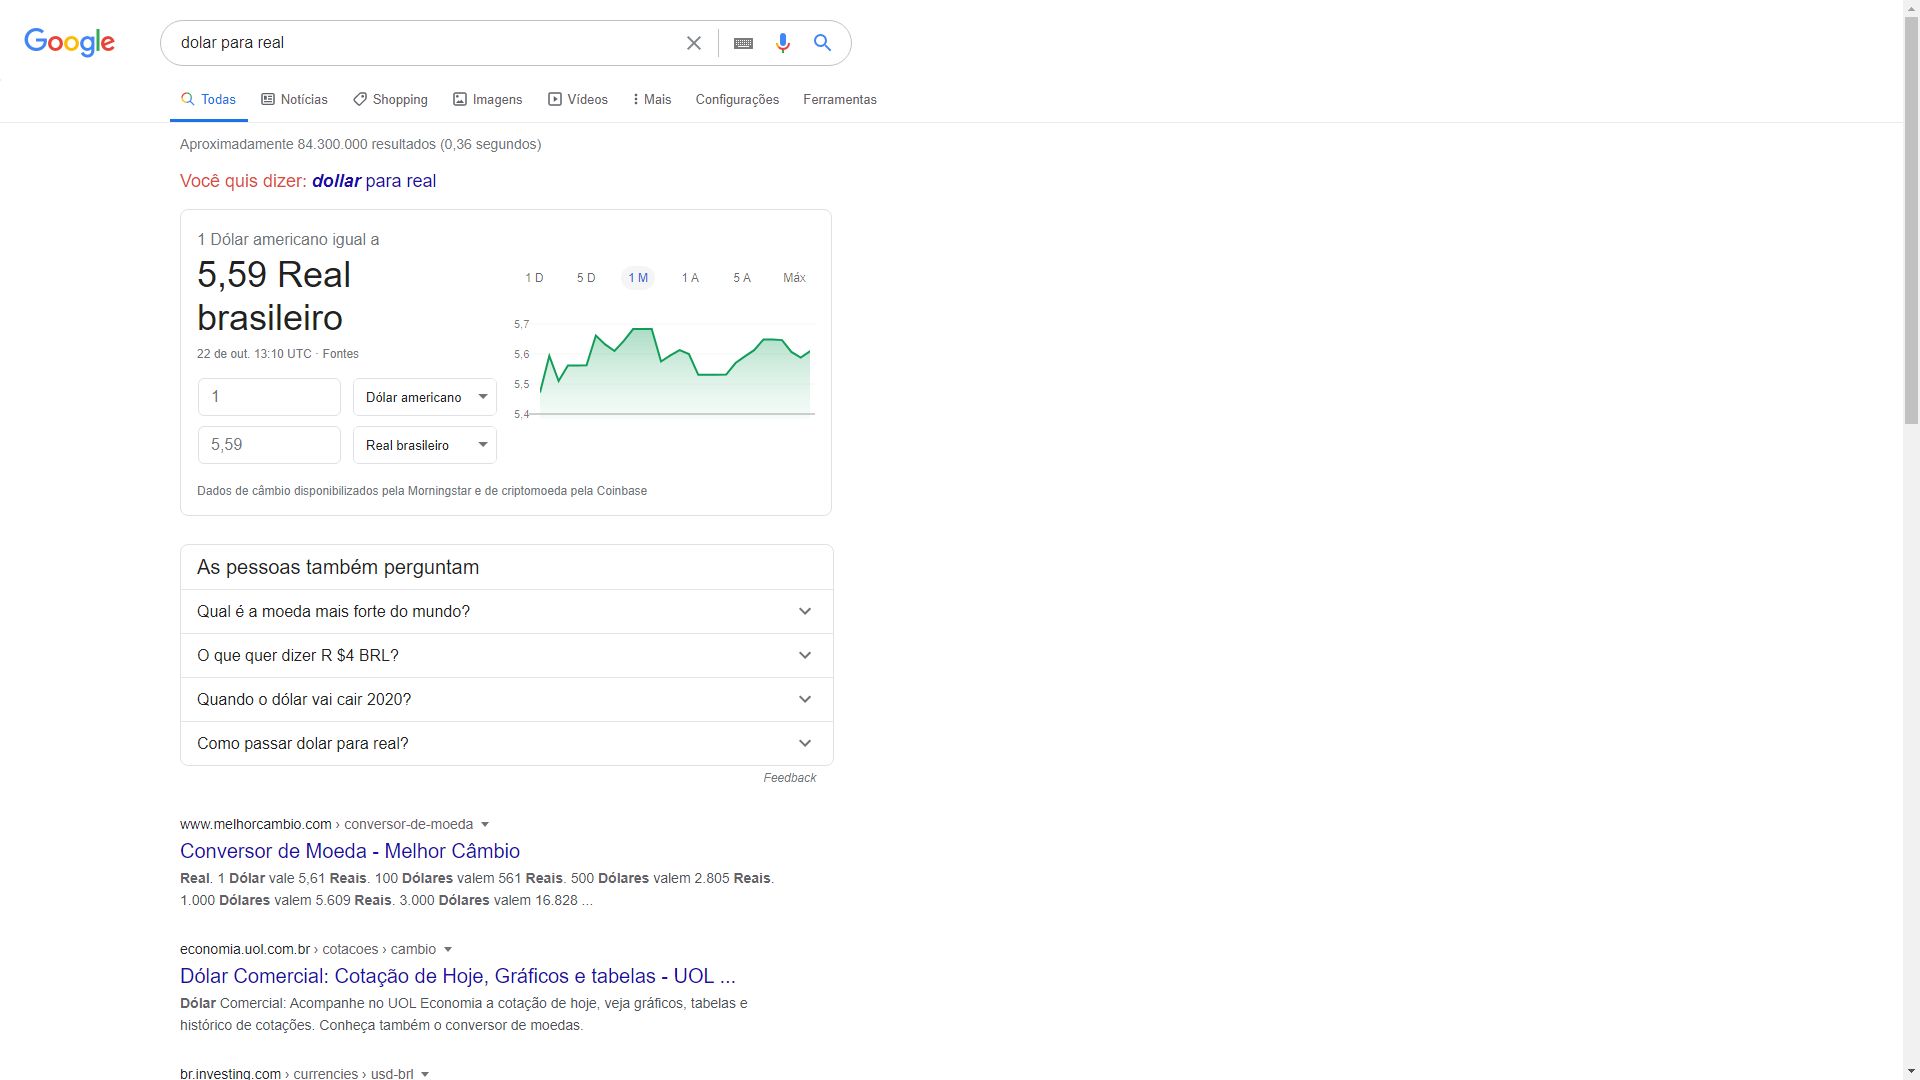 Google
dolar para real
Todas Notícias Shopping Imagens Vídeos Mais Configurações Ferramentas
Aproximadamente 84.300.000 resultados (0,36 segundos)
Você quis dizer: dollar para real
1 Dólar americano igual a
5,59 Real
brasileiro
22 de out. 13:10 UTC · Fontes
1 Dólar americano
5,59 Real brasileiro
1 D 5 D 1 M 1 A 5 A Máx
5,7
5,6
5,5
5,4
Dados de câmbio disponibilizados pela Morningstar e de criptomoeda pela Coinbase
As pessoas também perguntam
Qual é a moeda mais forte do mundo?
O que quer dizer R $4 BRL?
Quando o dólar vai cair 2020?
Como passar dolar para real?
Feedback
www.melhorcambio.com › conversor-de-moeda
Conversor de Moeda - Melhor Câmbio
Real. 1 Dólar vale 5,61 Reais. 100 Dólares valem 561 Reais. 500 Dólares valem 2.805 Reais.
1.000 Dólares valem 5.609 Reais. 3.000 Dólares valem 16.828 ...
economia.uol.com.br › cotacoes › cambio
Dólar Comercial: Cotação de Hoje, Gráficos e tabelas - UOL ...
Dólar Comercial: Acompanhe no UOL Economia a cotação de hoje, veja gráficos, tabelas e
histórico de cotações. Conheça também o conversor de moedas.
br.investing.com › currencies › usd-brl